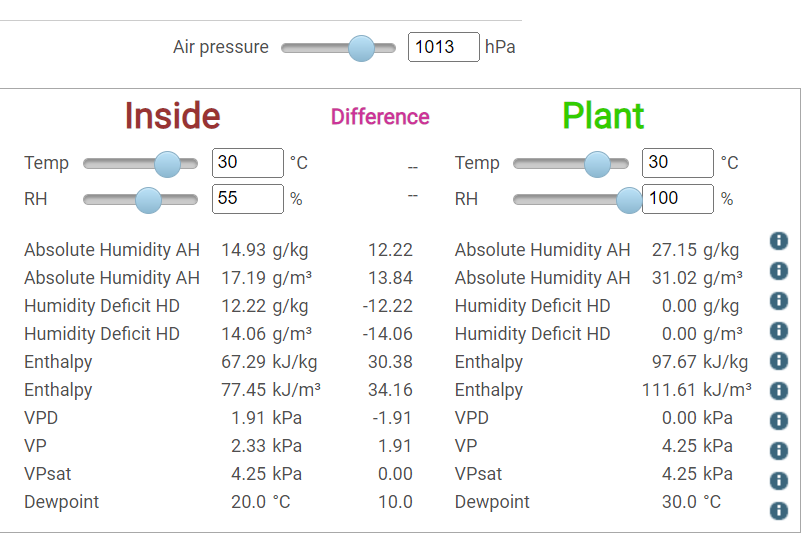 Air pressure 1013 hPa
Inside Difference Plant
Temp 30 °C -- Temp 30 °C
RH 55 % -- RH 100 %
Absolute Humidity AH 14.93 g/kg 12.22 Absolute Humidity AH 27.15 g/kg
Absolute Humidity AH 17.19 g/m³ 13.84 Absolute Humidity AH 31.02 g/m³
Humidity Deficit HD 12.22 g/kg -12.22 Humidity Deficit HD 0.00 g/kg
Humidity Deficit HD 14.06 g/m³ -14.06 Humidity Deficit HD 0.00 g/m³
Enthalpy 67.29 kJ/kg 30.38 Enthalpy 97.67 kJ/kg
Enthalpy 77.45 kJ/m³ 34.16 Enthalpy 111.61 kJ/m³
VPD 1.91 kPa -1.91 VPD 0.00 kPa
VP 2.33 kPa 1.91 VP 4.25 kPa
VPsat 4.25 kPa 0.00 VPsat 4.25 kPa
Dewpoint 20.0 °C 10.0 Dewpoint 30.0 °C